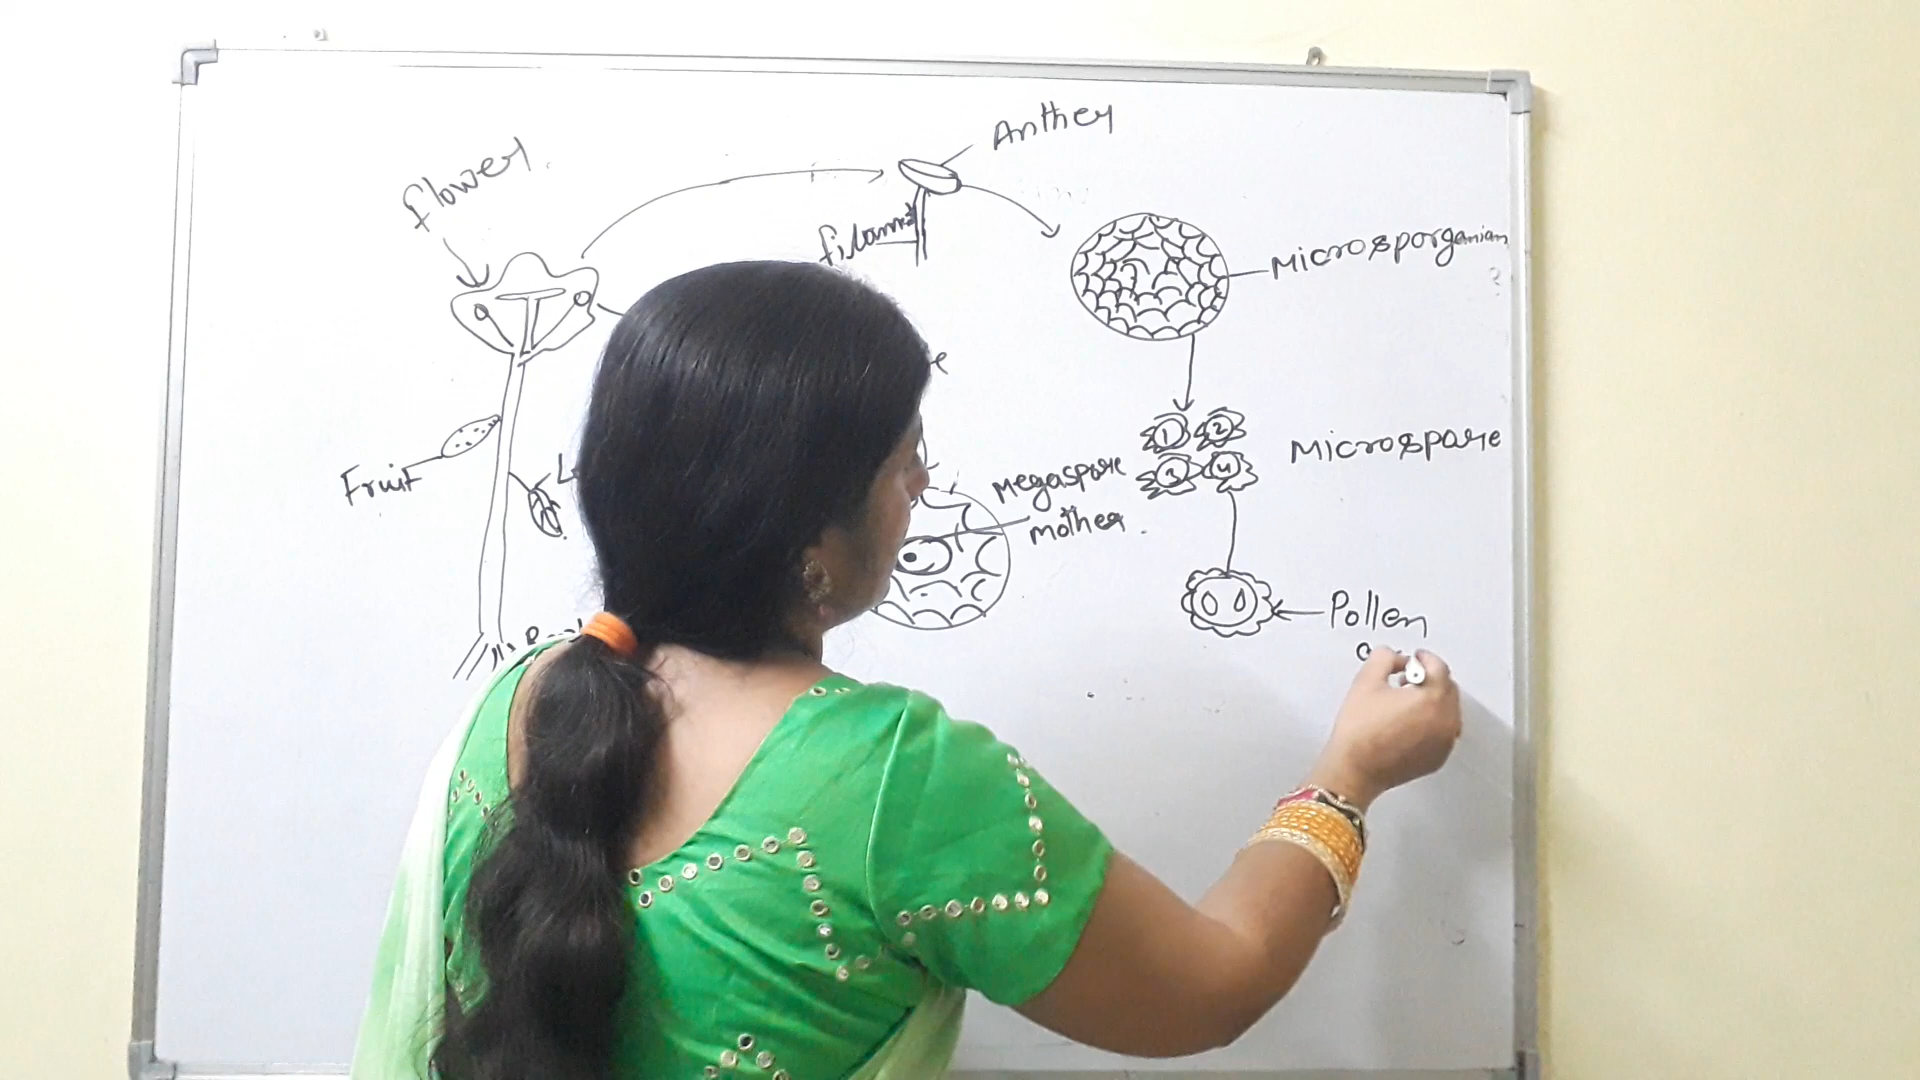 Anther
flower.
filament
Microsporganium
Fruit
1 2
3 4
Microspore
Megaspore
mother.
Pollen